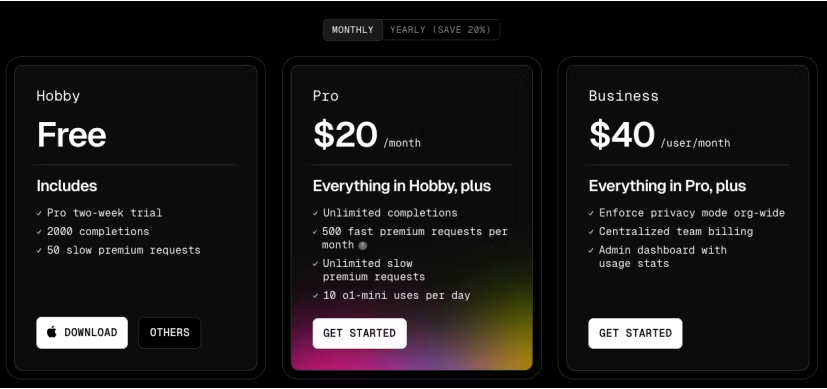 MONTHLY YEARLY (SAVE 20%)
Hobby
Free
Includes
✓ Pro two-week trial
✓ 2000 completions
✓ 50 slow premium requests
DOWNLOAD
OTHERS
Pro
$20 /month
Everything in Hobby, plus
✓ Unlimited completions
✓ 500 fast premium requests per
month ?
✓ Unlimited slow
premium requests
✓ 10 o1-mini uses per day
GET STARTED
Business
$40 /user/month
Everything in Pro, plus
✓ Enforce privacy mode org-wide
✓ Centralized team billing
✓ Admin dashboard with
usage stats
GET STARTED